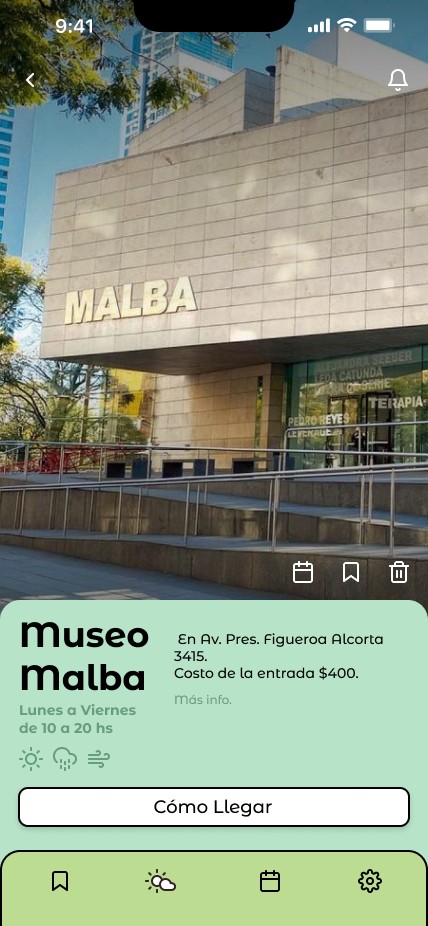 9:41
MALBA
TERAPIA
PEDRO REYES
Museo
Malba
Lunes a Viernes
de 10 a 20 hs
En Av. Pres. Figueroa Alcorta
3415.
Costo de la entrada $400.
Más info.
Cómo Llegar